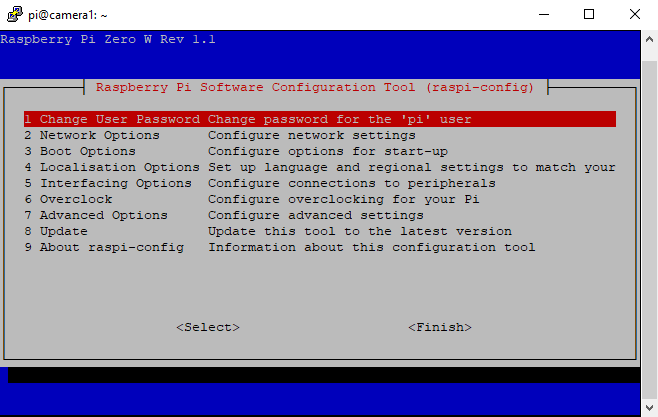 pi@camera1: ~
Raspberry Pi Zero W Rev 1.1
Raspberry Pi Software Configuration Tool (raspi-config)
1 Change User Password Change password for the 'pi' user
2 Network Options Configure network settings
3 Boot Options Configure options for start-up
4 Localisation Options Set up language and regional settings to match your
5 Interfacing Options Configure connections to peripherals
6 Overclock Configure overclocking for your Pi
7 Advanced Options Configure advanced settings
8 Update Update this tool to the latest version
9 About raspi-config Information about this configuration tool
<Select> <Finish>